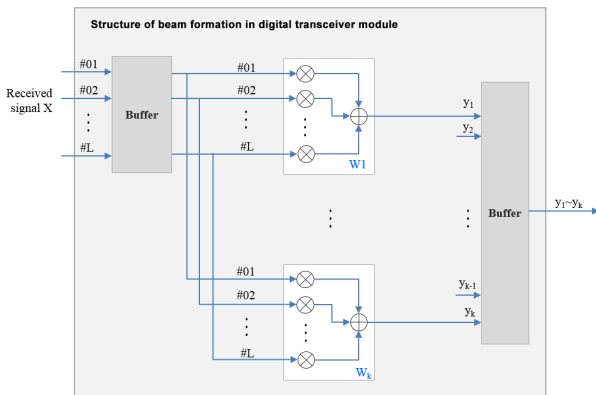 Structure of beam formation in digital transceiver module
Received
signal X
#01
#02
#L
Buffer
#01
#02
#L
W1
y1
y2
Buffer
y1~yk
#01
#02
#L
Wk
yk-1
yk